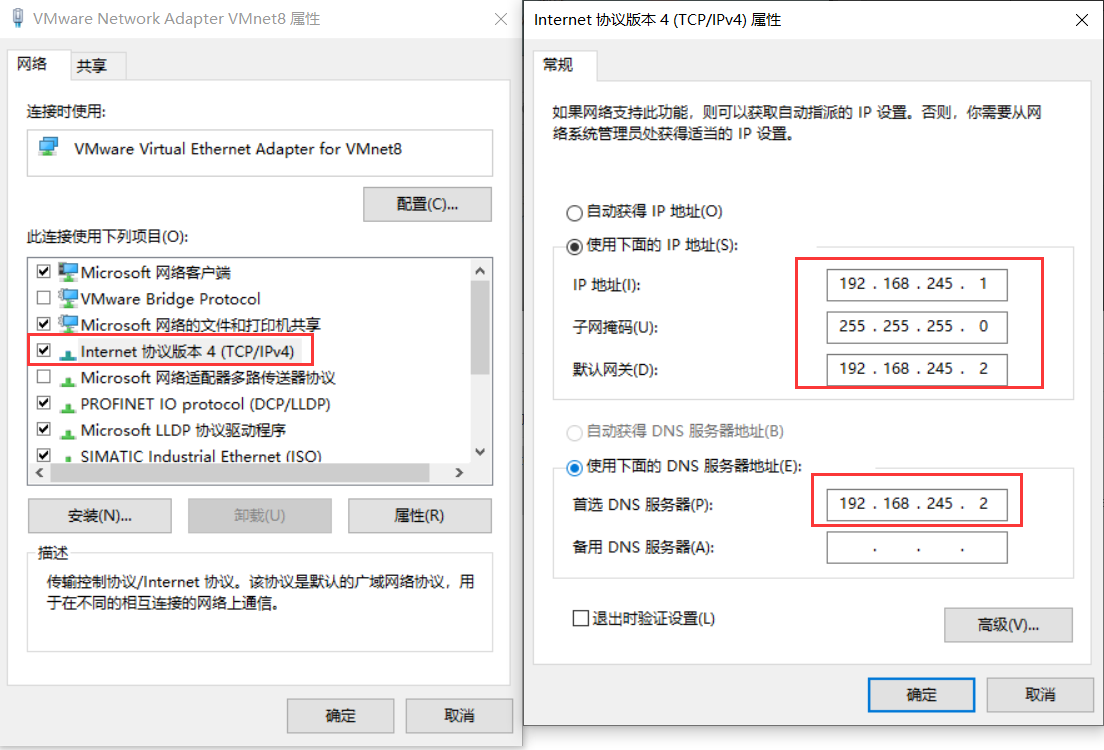 VMware Network Adapter VMnet8 属性
网络
共享
连接时使用:
VMware Virtual Ethernet Adapter for VMnet8
配置(C)...
此连接使用下列项目(O):
Microsoft 网络客户端
VMware Bridge Protocol
Microsoft 网络的文件和打印机共享
Internet 协议版本 4 (TCP/IPv4)
Microsoft 网络适配器多路传送器协议
PROFINET IO protocol (DCP/LLDP)
Microsoft LLDP 协议驱动程序
SIMATIC Industrial Ethernet (ISO)
安装(N)...
卸载(U)
属性(R)
描述
传输控制协议/Internet 协议。该协议是默认的广域网络协议，用
于在不同的相互连接的网络上通信。
确定
取消
Internet 协议版本 4 (TCP/IPv4) 属性
常规
如果网络支持此功能，则可以获取自动指派的 IP 设置。否则，你需要从网
络系统管理员处获得适当的 IP 设置。
自动获得 IP 地址(O)
使用下面的 IP 地址(S):
IP 地址(I):
192 . 168 . 245 . 1
子网掩码(U):
255 . 255 . 255 . 0
默认网关(D):
192 . 168 . 245 . 2
自动获得 DNS 服务器地址(B)
使用下面的 DNS 服务器地址(E):
首选 DNS 服务器(P):
192 . 168 . 245 . 2
备用 DNS 服务器(A):
. . .
退出时验证设置(L)
高级(V)...
确定
取消